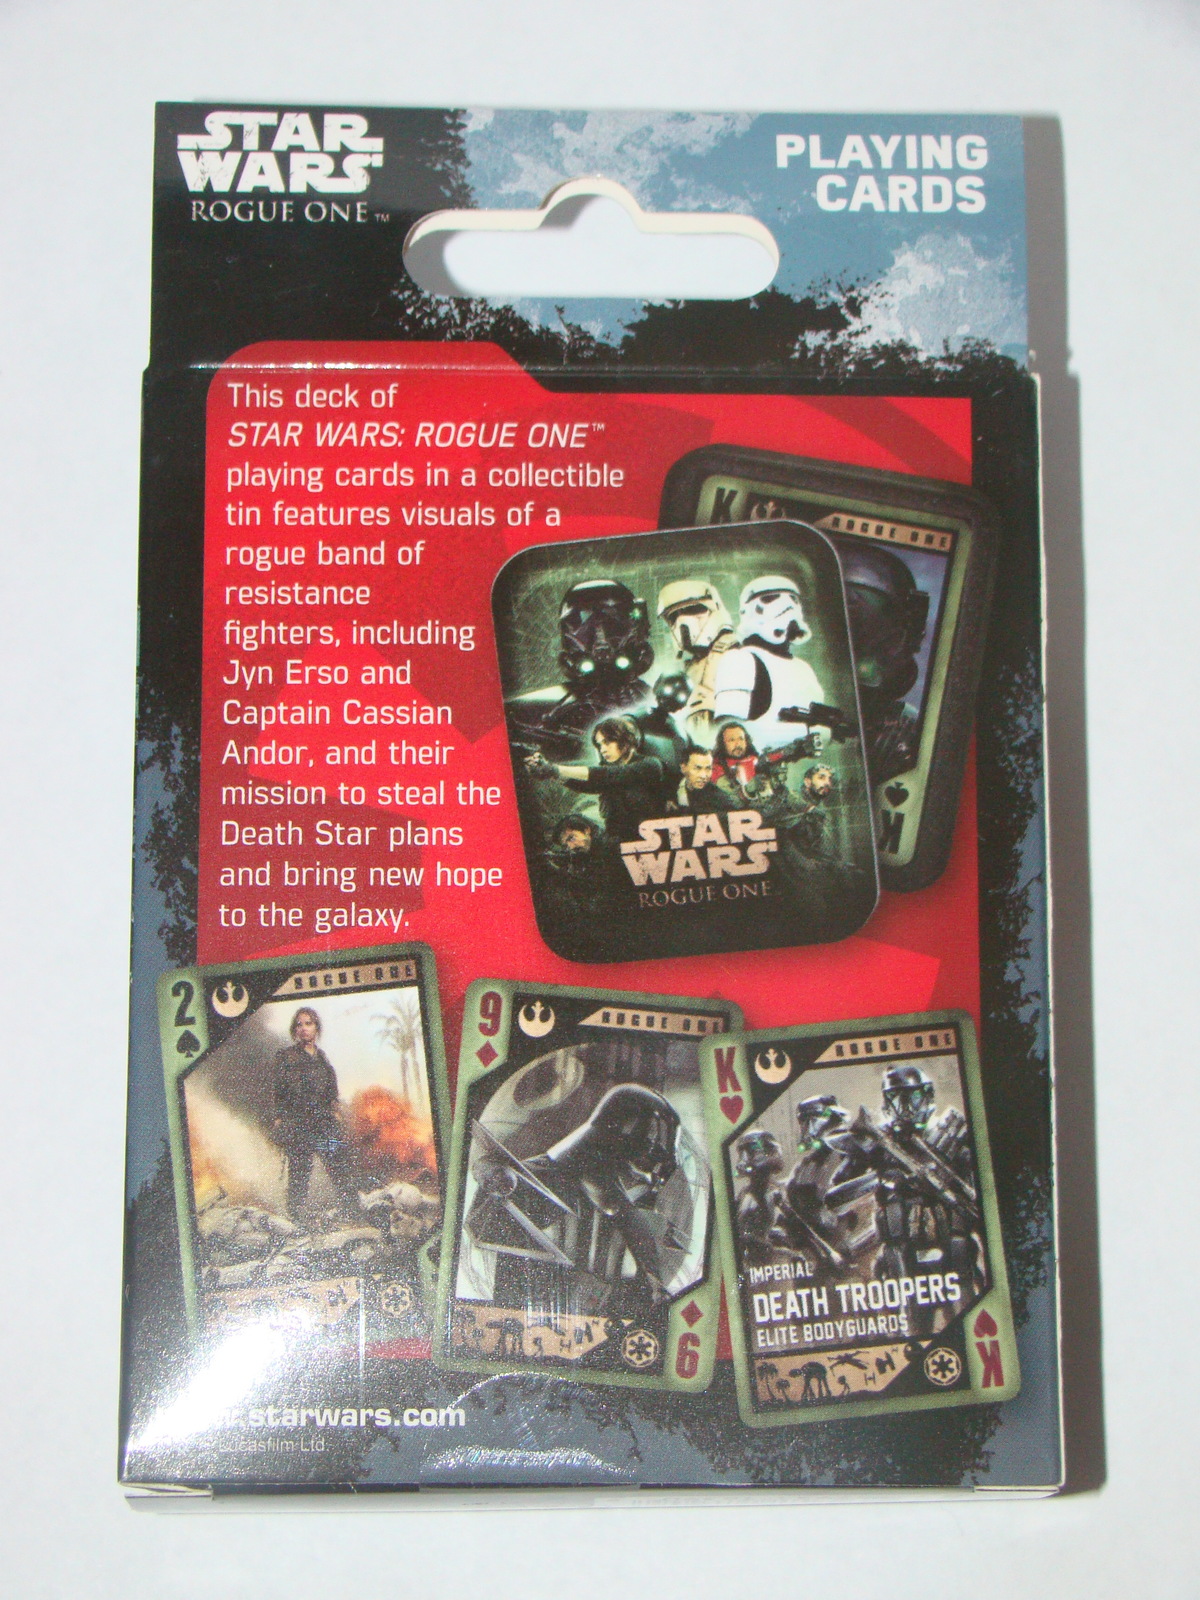 STAR
WARS
ROGUE ONE™
PLAYING
CARDS
This deck of
STAR WARS: ROGUE ONE™
playing cards in a collectible
tin features visuals of a
rogue band of
resistance
fighters, including
Jyn Erso and
Captain Cassian
Andor, and their
mission to steal the
Death Star plans
and bring new hope
to the galaxy.
K
ROGUE ONE
K
STAR
WARS
ROGUE ONE
2
ROGUE ONE
9
ROGUE ONE
9
K
ROGUE ONE
IMPERIAL
DEATH TROOPERS
ELITE BODYGUARDS
K
starwars.com
Lucasfilm Ltd.